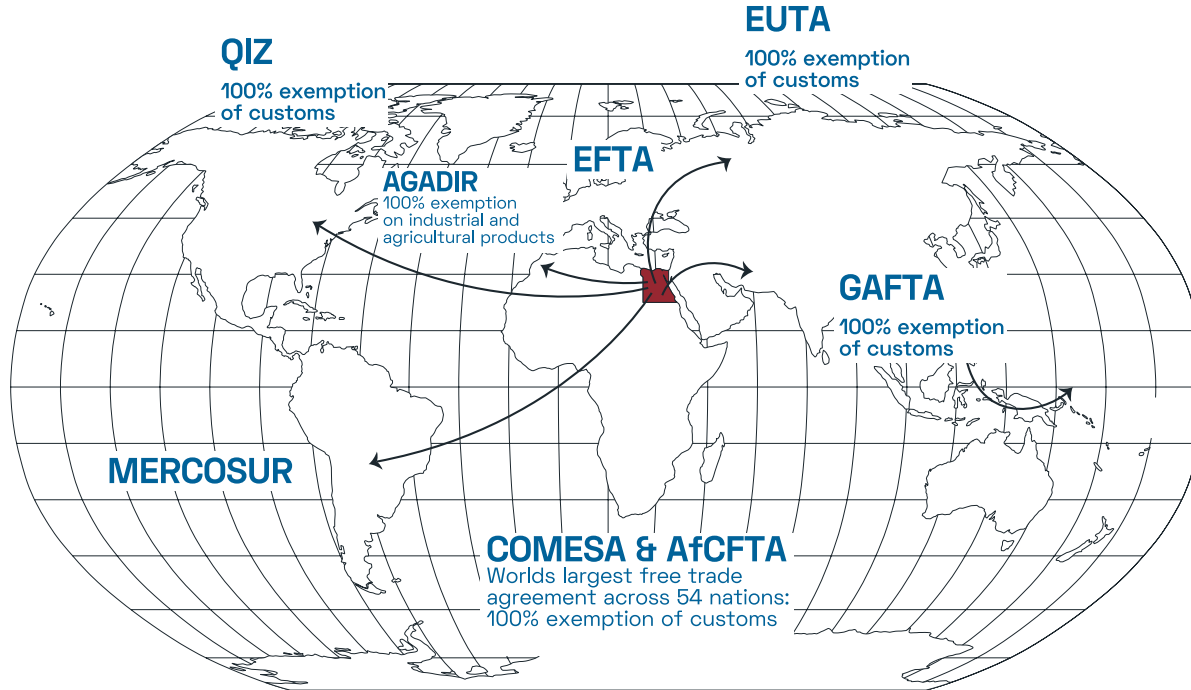 EUTA
100% exemption
of customs
QIZ
100% exemption
of customs
EFTA
AGADIR
100% exemption
on industrial and
agricultural products
GAFTA
100% exemption
of customs
MERCOSUR
COMESA & AfCFTA
Worlds largest free trade
agreement across 54 nations:
100% exemption of customs